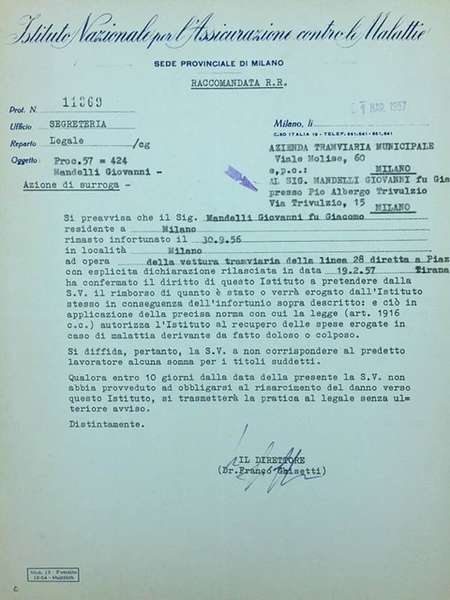 Istituto Nazionale per l'Assicurazione contro le Malattie
SEDE PROVINCIALE DI MILANO
RACCOMANDATA R.R.
Prot. N. 11369
Ufficio SEGRETERIA
Reparto Legale /cg
Oggetto Proc.57 = 424
Mandelli Giovanni -
Azione di surroga -
Milano, li MAR. 1957
C.SO ITALIA 19 - TELEF.
AZIENDA TRAMVIARIA MUNICIPALE
Viale Molise, 60
MILANO
e,p.c.:
AL SIG. MANDELLI GIOVANNI fu Gia
presso Pio Albergo Trivulzio
Via Trivulzio, 15
MILANO
Si preavvisa che il Sig. Mandelli Giovanni fu Giacomo
residente a Milano
rimasto infortunato il 30.9.56
in località Milano
ad opera della vettura tramviaria della linea 28 diretta a Piaz
con esplicita dichiarazione rilasciata in data 19.2.57 Tirana
ha confermato il diritto di questo Istituto a pretendere dalla
S.V. il rimborso di quanto è stato o verrà erogato dall'Istituto
stesso in conseguenza dell'infortunio sopra descritto: e ciò in
applicazione della precisa norma con cui la legge (art. 1916
c.c.) autorizza l'Istituto al recupero delle spese erogate in
caso di malattia derivante da fatto doloso o colposo.
Si diffida, pertanto, la S.V. a non corrispondere al predetto
lavoratore alcuna somma per i titoli suddetti.
Qualora entro 10 giorni dalla data della presente la S.V. non
abbia provveduto ad obbligarsi al risarcimento del danno verso
questo Istituto, si trasmetterà la pratica al legale senza ul=
teriore avviso.
Distintamente.
IL DIRETTORE
(Dr.Franco Ghisetti)